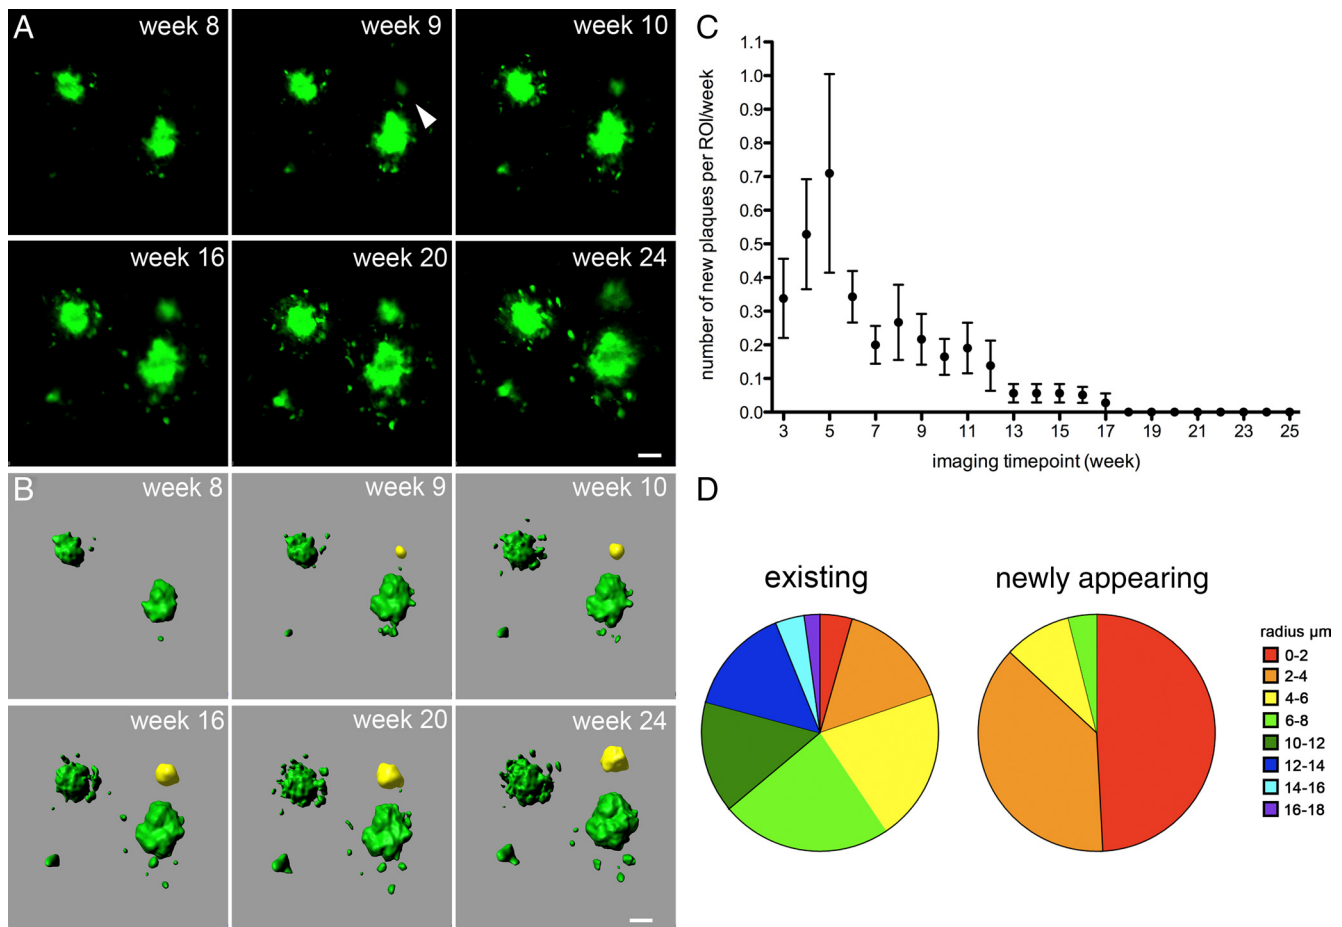 A
week 8
week 9
week 10
week 16
week 20
week 24
B
week 8
week 9
week 10
week 16
week 20
week 24
C
number of new plaques per ROI/week
1.1
1.0
0.9
0.8
0.7
0.6
0.5
0.4
0.3
0.2
0.1
0.0
3 5 7 9 11 13 15 17 19 21 23 25
imaging timepoint (week)
D
existing
newly appearing
radius µm
0-2
2-4
4-6
6-8
10-12
12-14
14-16
16-18